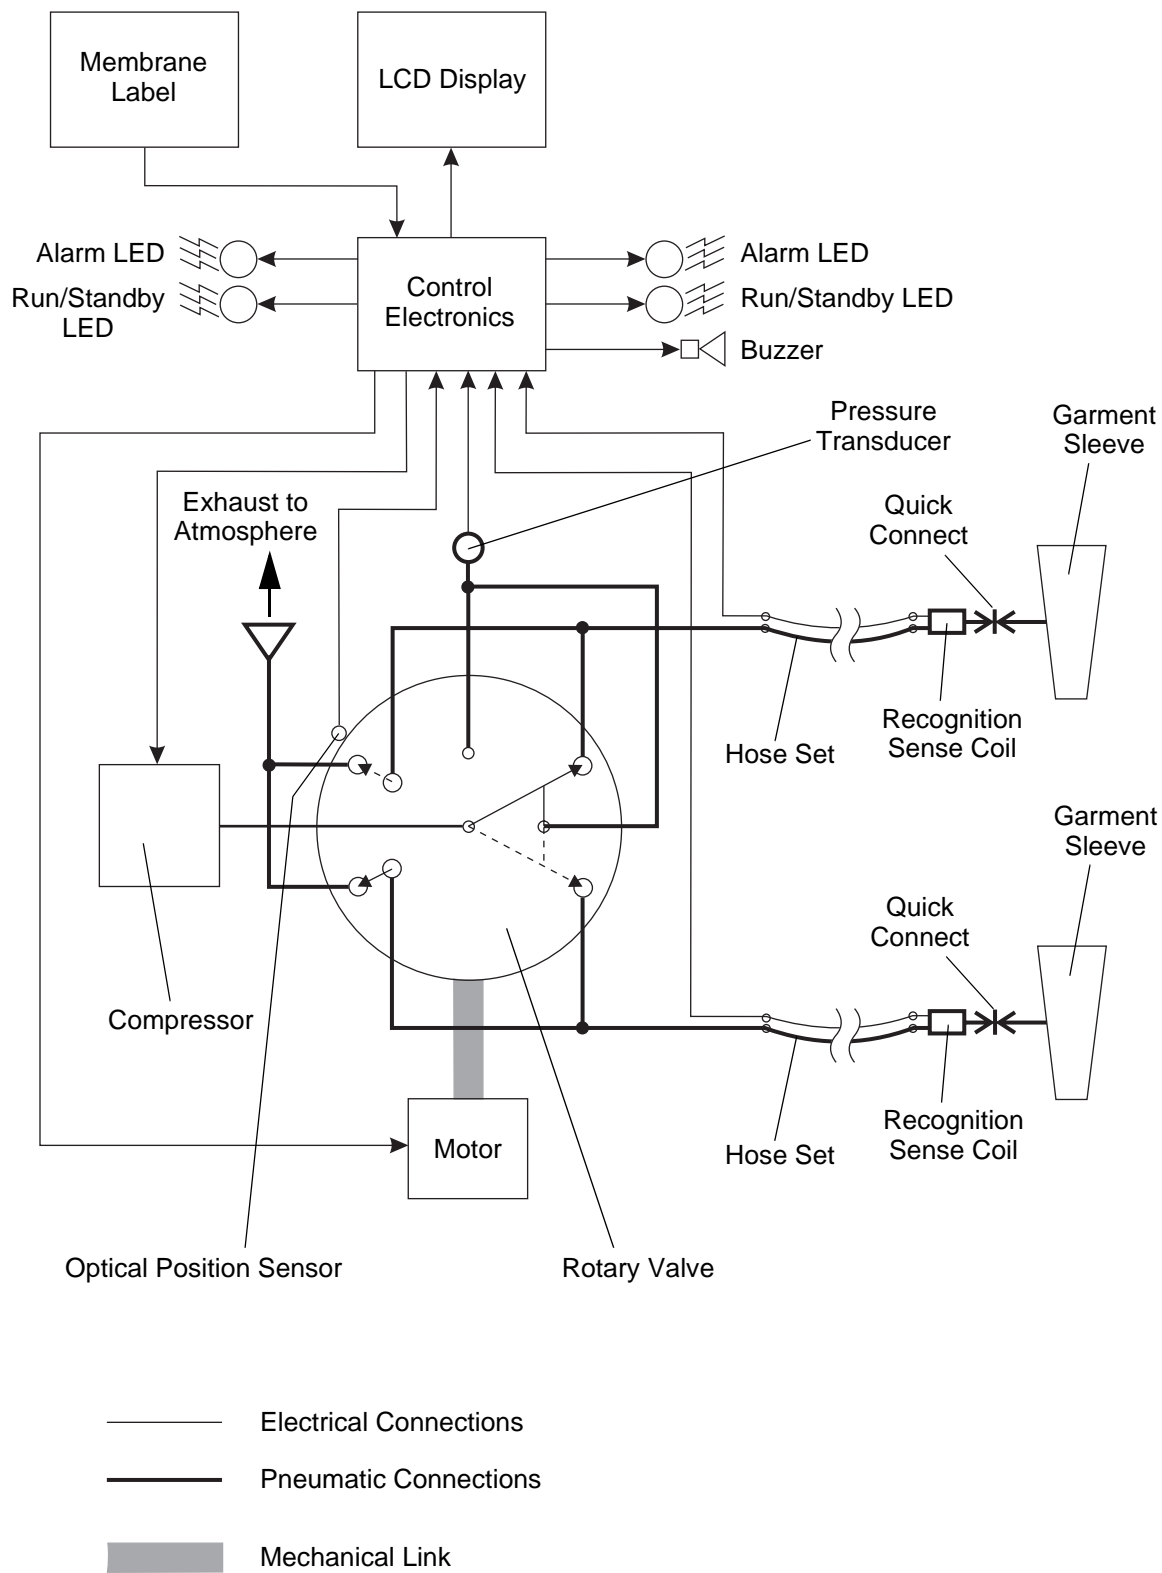 Membrane
Label
LCD Display
Alarm LED
Run/Standby
LED
Control
Electronics
Alarm LED
Run/Standby LED
Buzzer
Pressure
Transducer
Garment
Sleeve
Exhaust to
Atmosphere
Quick
Connect
Hose Set
Recognition
Sense Coil
Garment
Sleeve
Quick
Connect
Compressor
Motor
Hose Set
Recognition
Sense Coil
Optical Position Sensor
Rotary Valve
Electrical Connections
Pneumatic Connections
Mechanical Link